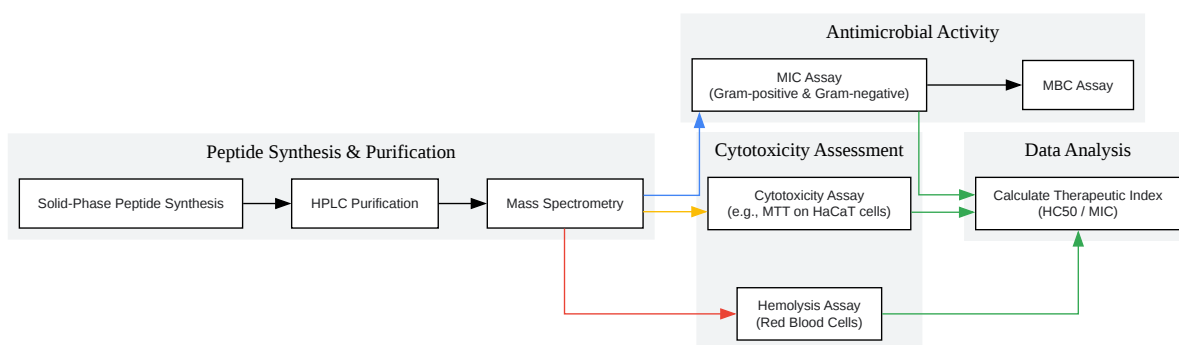 Antimicrobial Activity
MIC Assay
(Gram-positive & Gram-negative)
MBC Assay
Peptide Synthesis & Purification
Cytotoxicity Assessment
Data Analysis
Solid-Phase Peptide Synthesis
HPLC Purification
Mass Spectrometry
Cytotoxicity Assay
(e.g., MTT on HaCaT cells)
Calculate Therapeutic Index
(HC50 / MIC)
Hemolysis Assay
(Red Blood Cells)